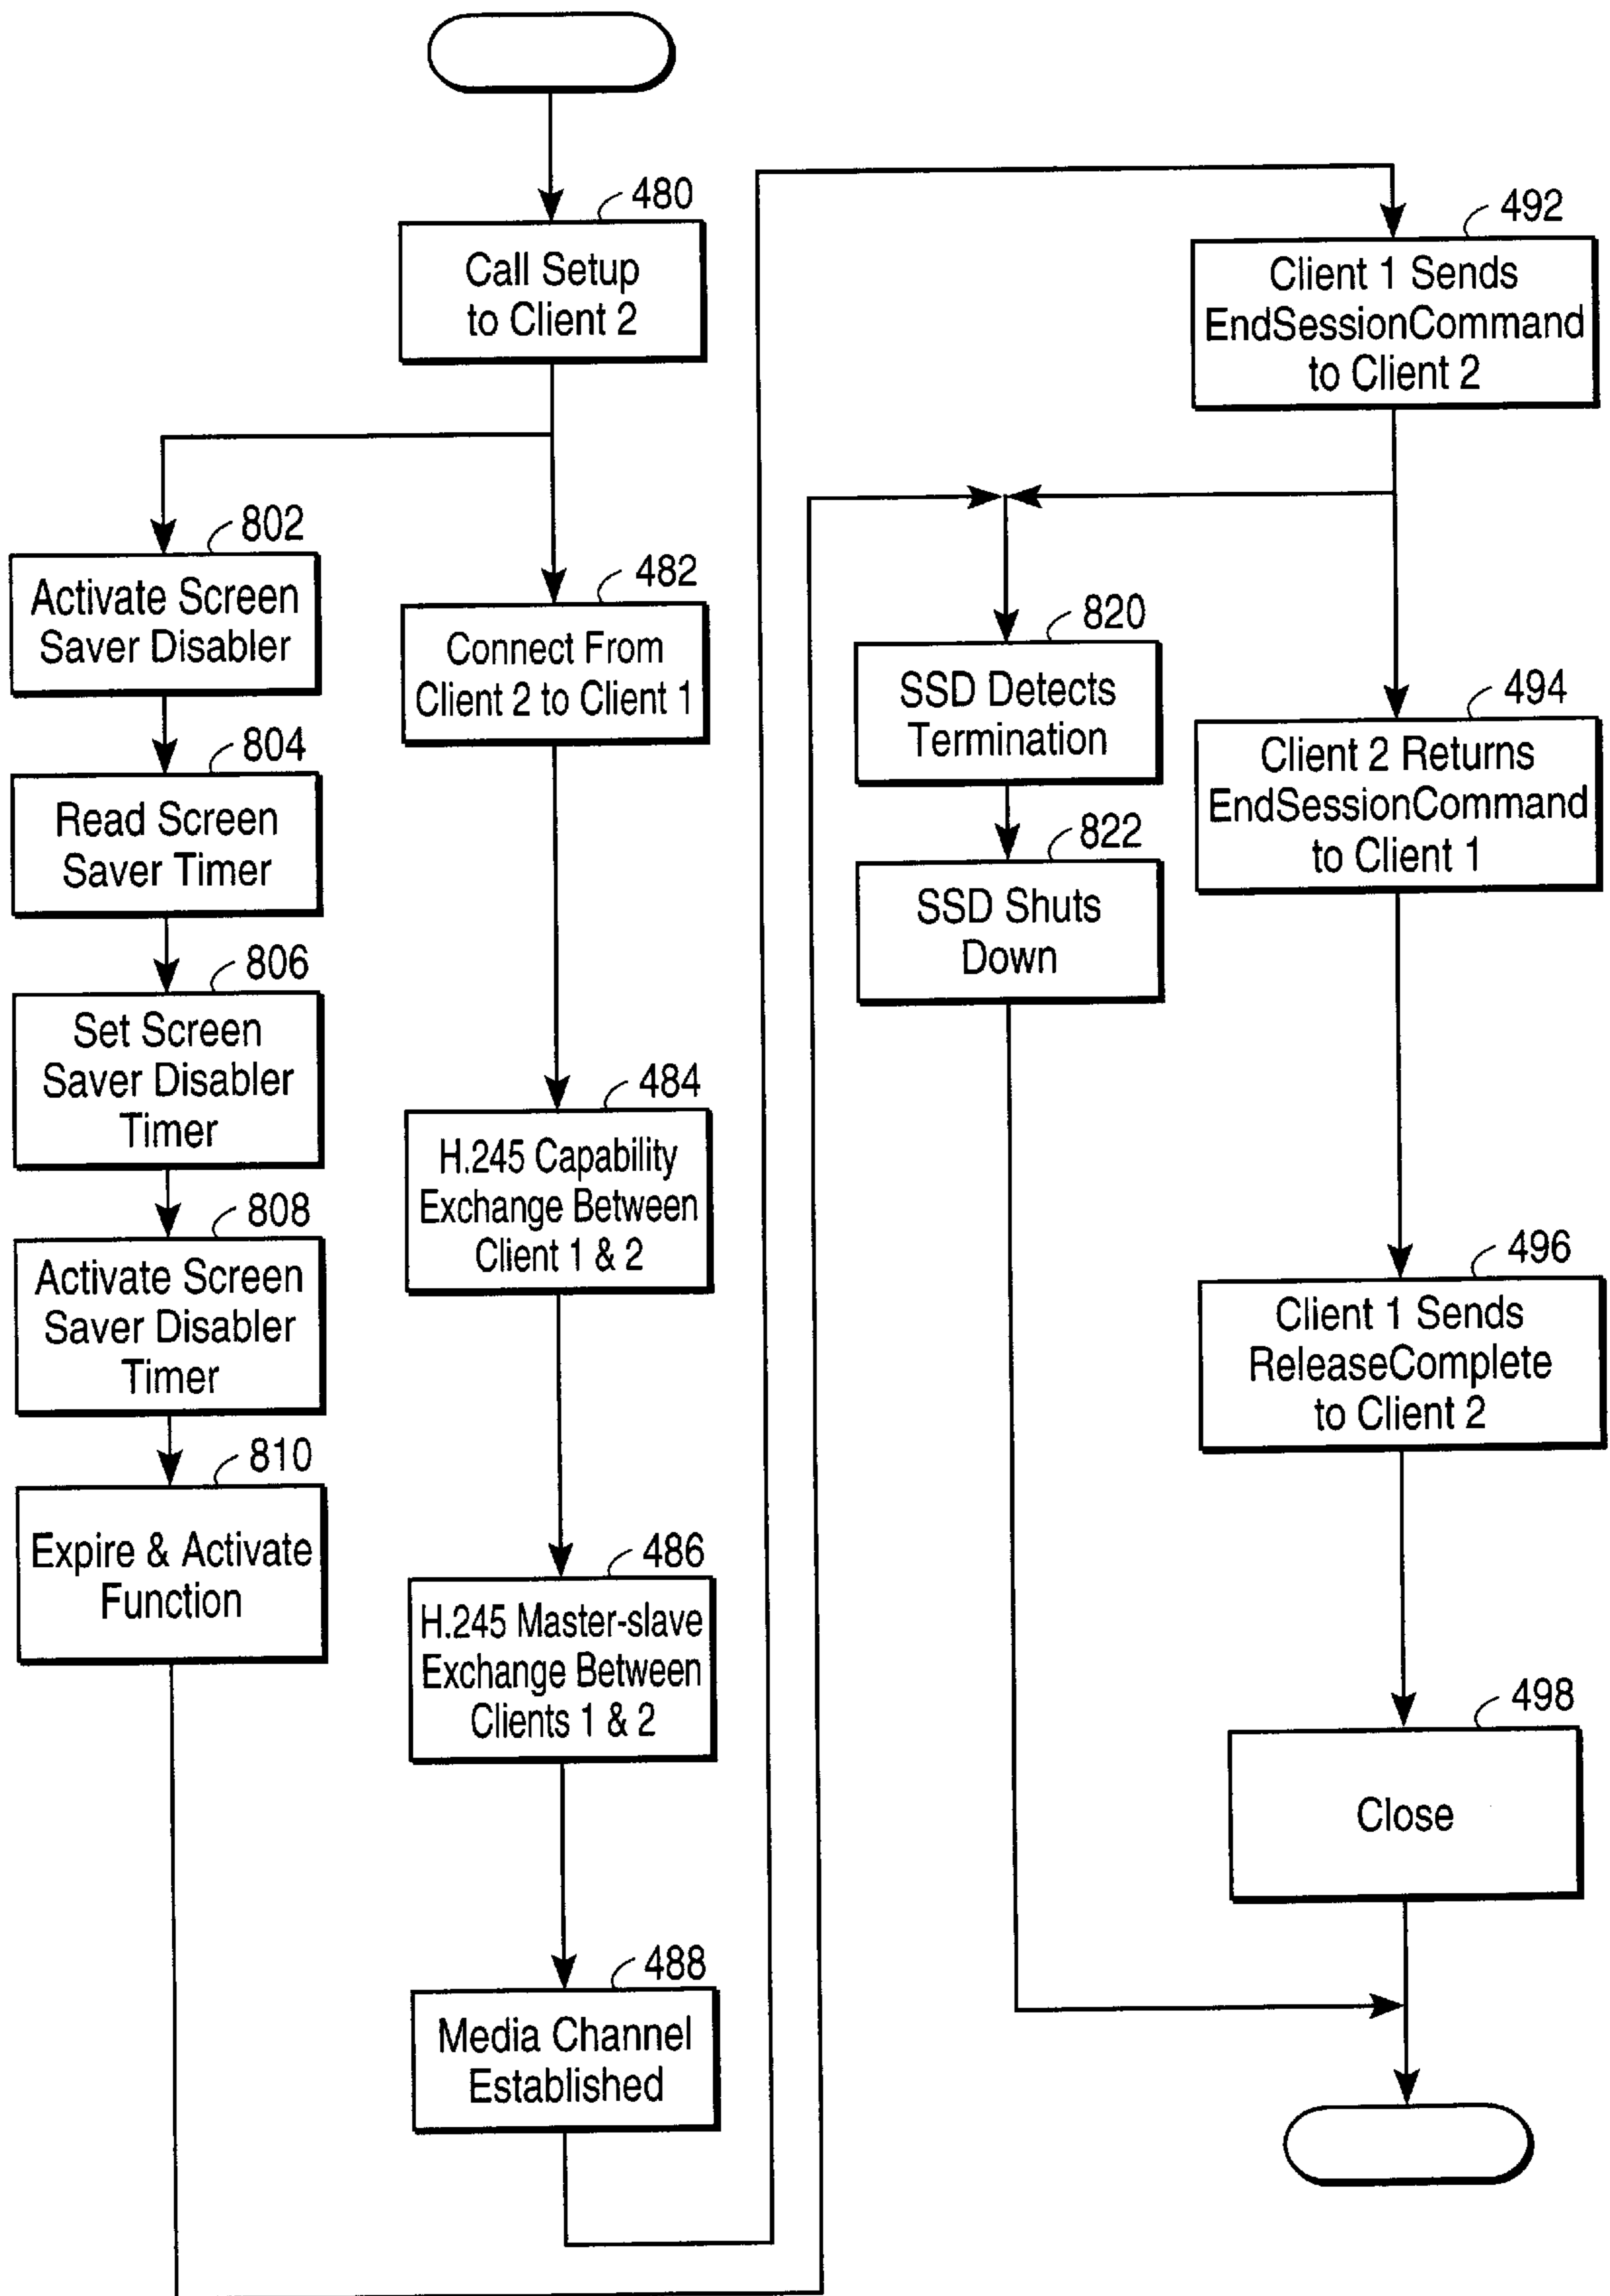 480
Call Setup
to Client 2
802
Activate Screen
Saver Disabler
804
Read Screen
Saver Timer
806
Set Screen
Saver Disabler
Timer
808
Activate Screen
Saver Disabler
Timer
810
Expire & Activate
Function
482
Connect From
Client 2 to Client 1
484
H.245 Capability
Exchange Between
Client 1 & 2
486
H.245 Master-slave
Exchange Between
Clients 1 & 2
488
Media Channel
Established
492
Client 1 Sends
EndSessionCommand
to Client 2
820
SSD Detects
Termination
822
SSD Shuts
Down
494
Client 2 Returns
EndSessionCommand
to Client 1
496
Client 1 Sends
ReleaseComplete
to Client 2
498
Close